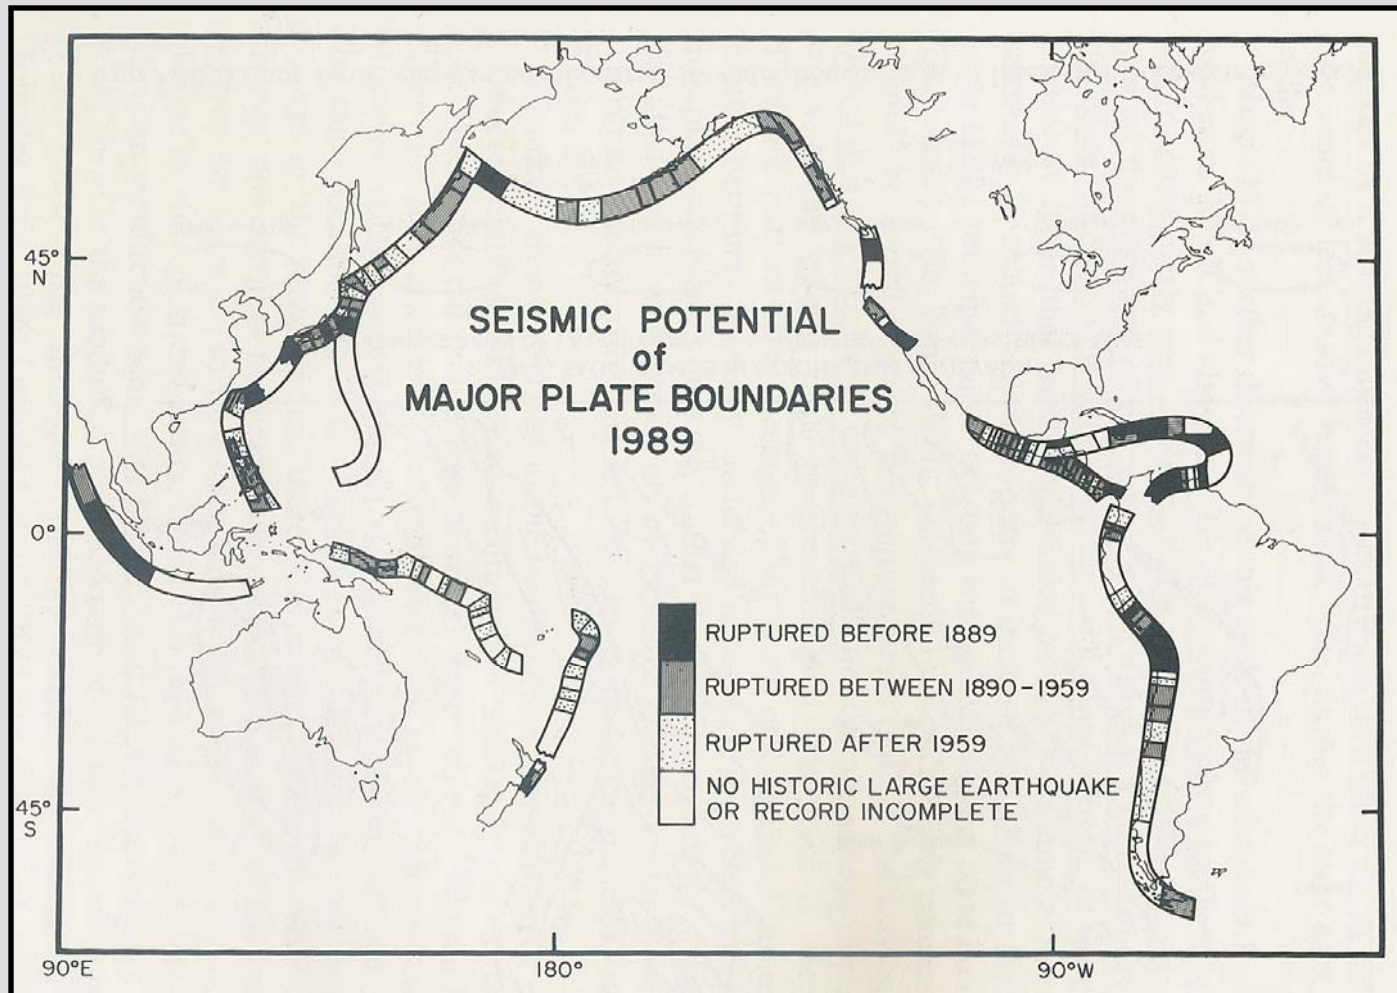 SEISMIC POTENTIAL
of
MAJOR PLATE BOUNDARIES
1989
45°
N
0°
45°
S
RUPTURED BEFORE 1889
RUPTURED BETWEEN 1890-1959
RUPTURED AFTER 1959
NO HISTORIC LARGE EARTHQUAKE
OR RECORD INCOMPLETE
90°E
180°
90°W